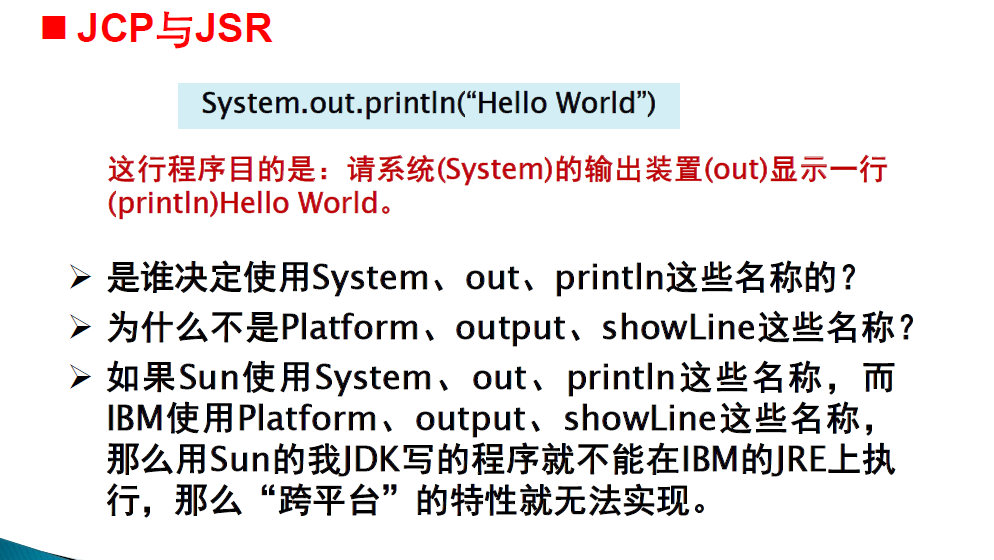 ■ JCP与JSR
System.out.println(“Hello World”)
这行程序目的是：请系统(System)的输出装置(out)显示一行
(println)Hello World。
➢ 是谁决定使用System、out、println这些名称的？
➢ 为什么不是Platform、output、showLine这些名称？
➢ 如果Sun使用System、out、println这些名称，而
IBM使用Platform、output、showLine这些名称，
那么用Sun的我JDK写的程序就不能在IBM的JRE上执
行，那么“跨平台”的特性就无法实现。